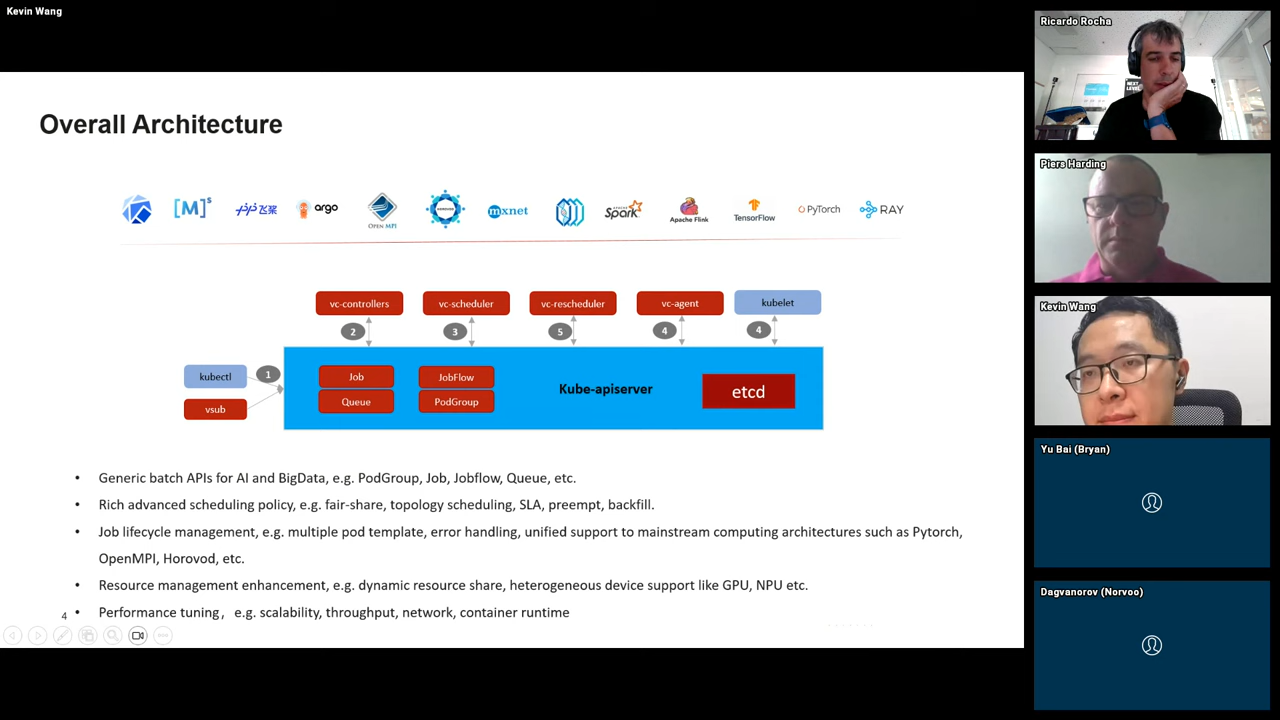 Kevin Wang
Overall Architecture
[M]s
飞桨
argo
OPEN MPI
HOROVOD
mxnet
APACHE Spark
Apache Flink
TensorFlow
PyTorch
RAY
vc-controllers
vc-scheduler
vc-rescheduler
vc-agent
kubelet
2
3
5
4
4
kubectl
1
vsub
Job
JobFlow
Queue
PodGroup
Kube-apiserver
etcd
• Generic batch APIs for AI and BigData, e.g. PodGroup, Job, Jobflow, Queue, etc.
• Rich advanced scheduling policy, e.g. fair-share, topology scheduling, SLA, preempt, backfill.
• Job lifecycle management, e.g. multiple pod template, error handling, unified support to mainstream computing architectures such as Pytorch,
OpenMPI, Horovod, etc.
• Resource management enhancement, e.g. dynamic resource share, heterogeneous device support like GPU, NPU etc.
• Performance tuning， e.g. scalability, throughput, network, container runtime
4
Ricardo Rocha
NEXT
LEVEL
Piers Harding
Kevin Wang
Yu Bai (Bryan)
Dagvanorov (Norvoo)